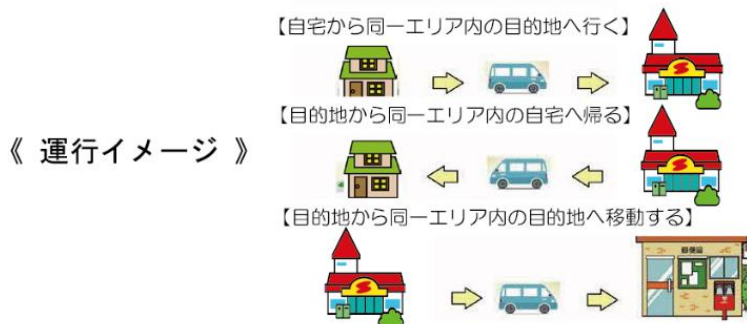 【自宅から同一エリア内の目的地へ行く】
【目的地から同一エリア内の自宅へ帰る】
《 運行イメージ 》
【目的地から同一エリア内の目的地へ移動する】
S
S
S
郵便局